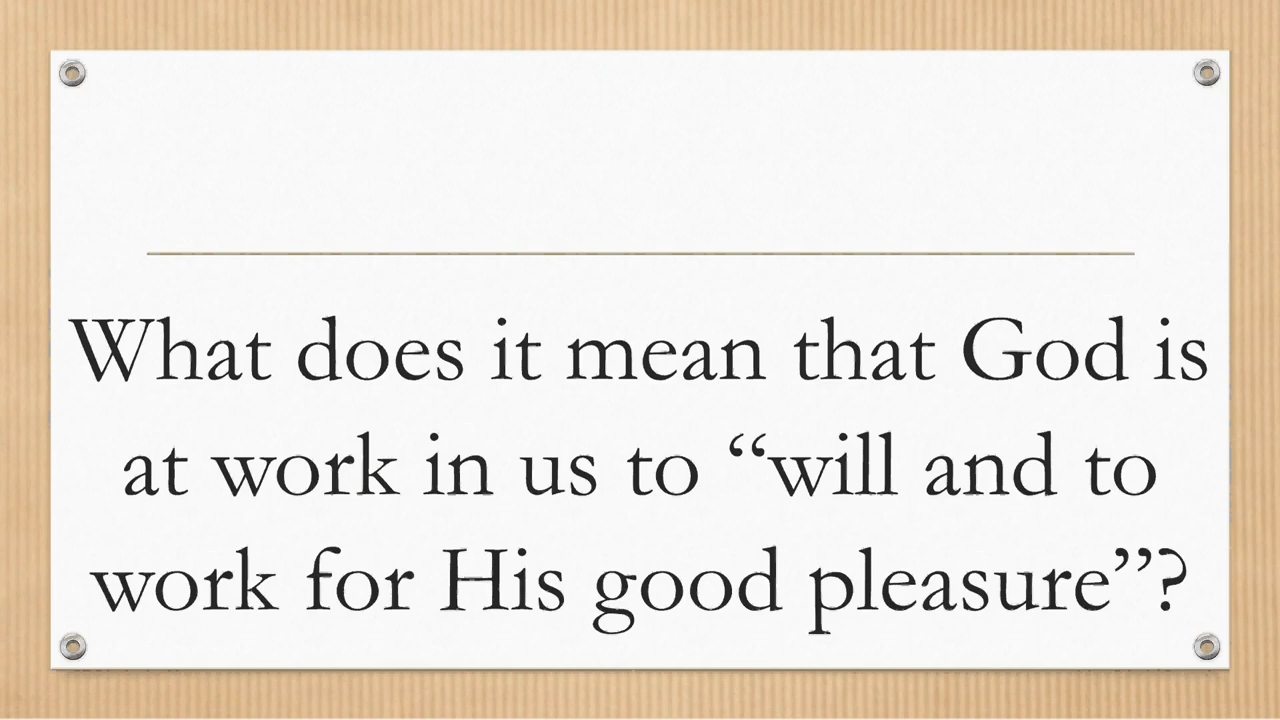 What does it mean that God is
at work in us to “will and to
work for His good pleasure”?